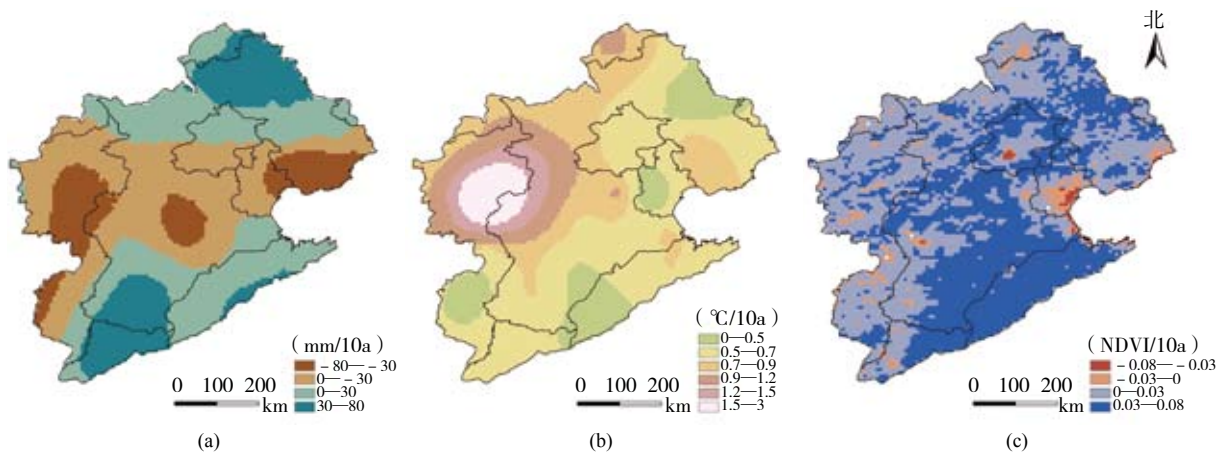 北
(mm/10a)
-80— -30
0— -30
0—30
30—80
0 100 200
km
(a)
(℃/10a)
0—0.5
0.5—0.7
0.7—0.9
0.9—1.2
1.2—1.5
1.5—3
0 100 200
km
(b)
(NDVI/10a)
-0.08— -0.03
-0.03—0
0—0.03
0.03—0.08
0 100 200
km
(c)